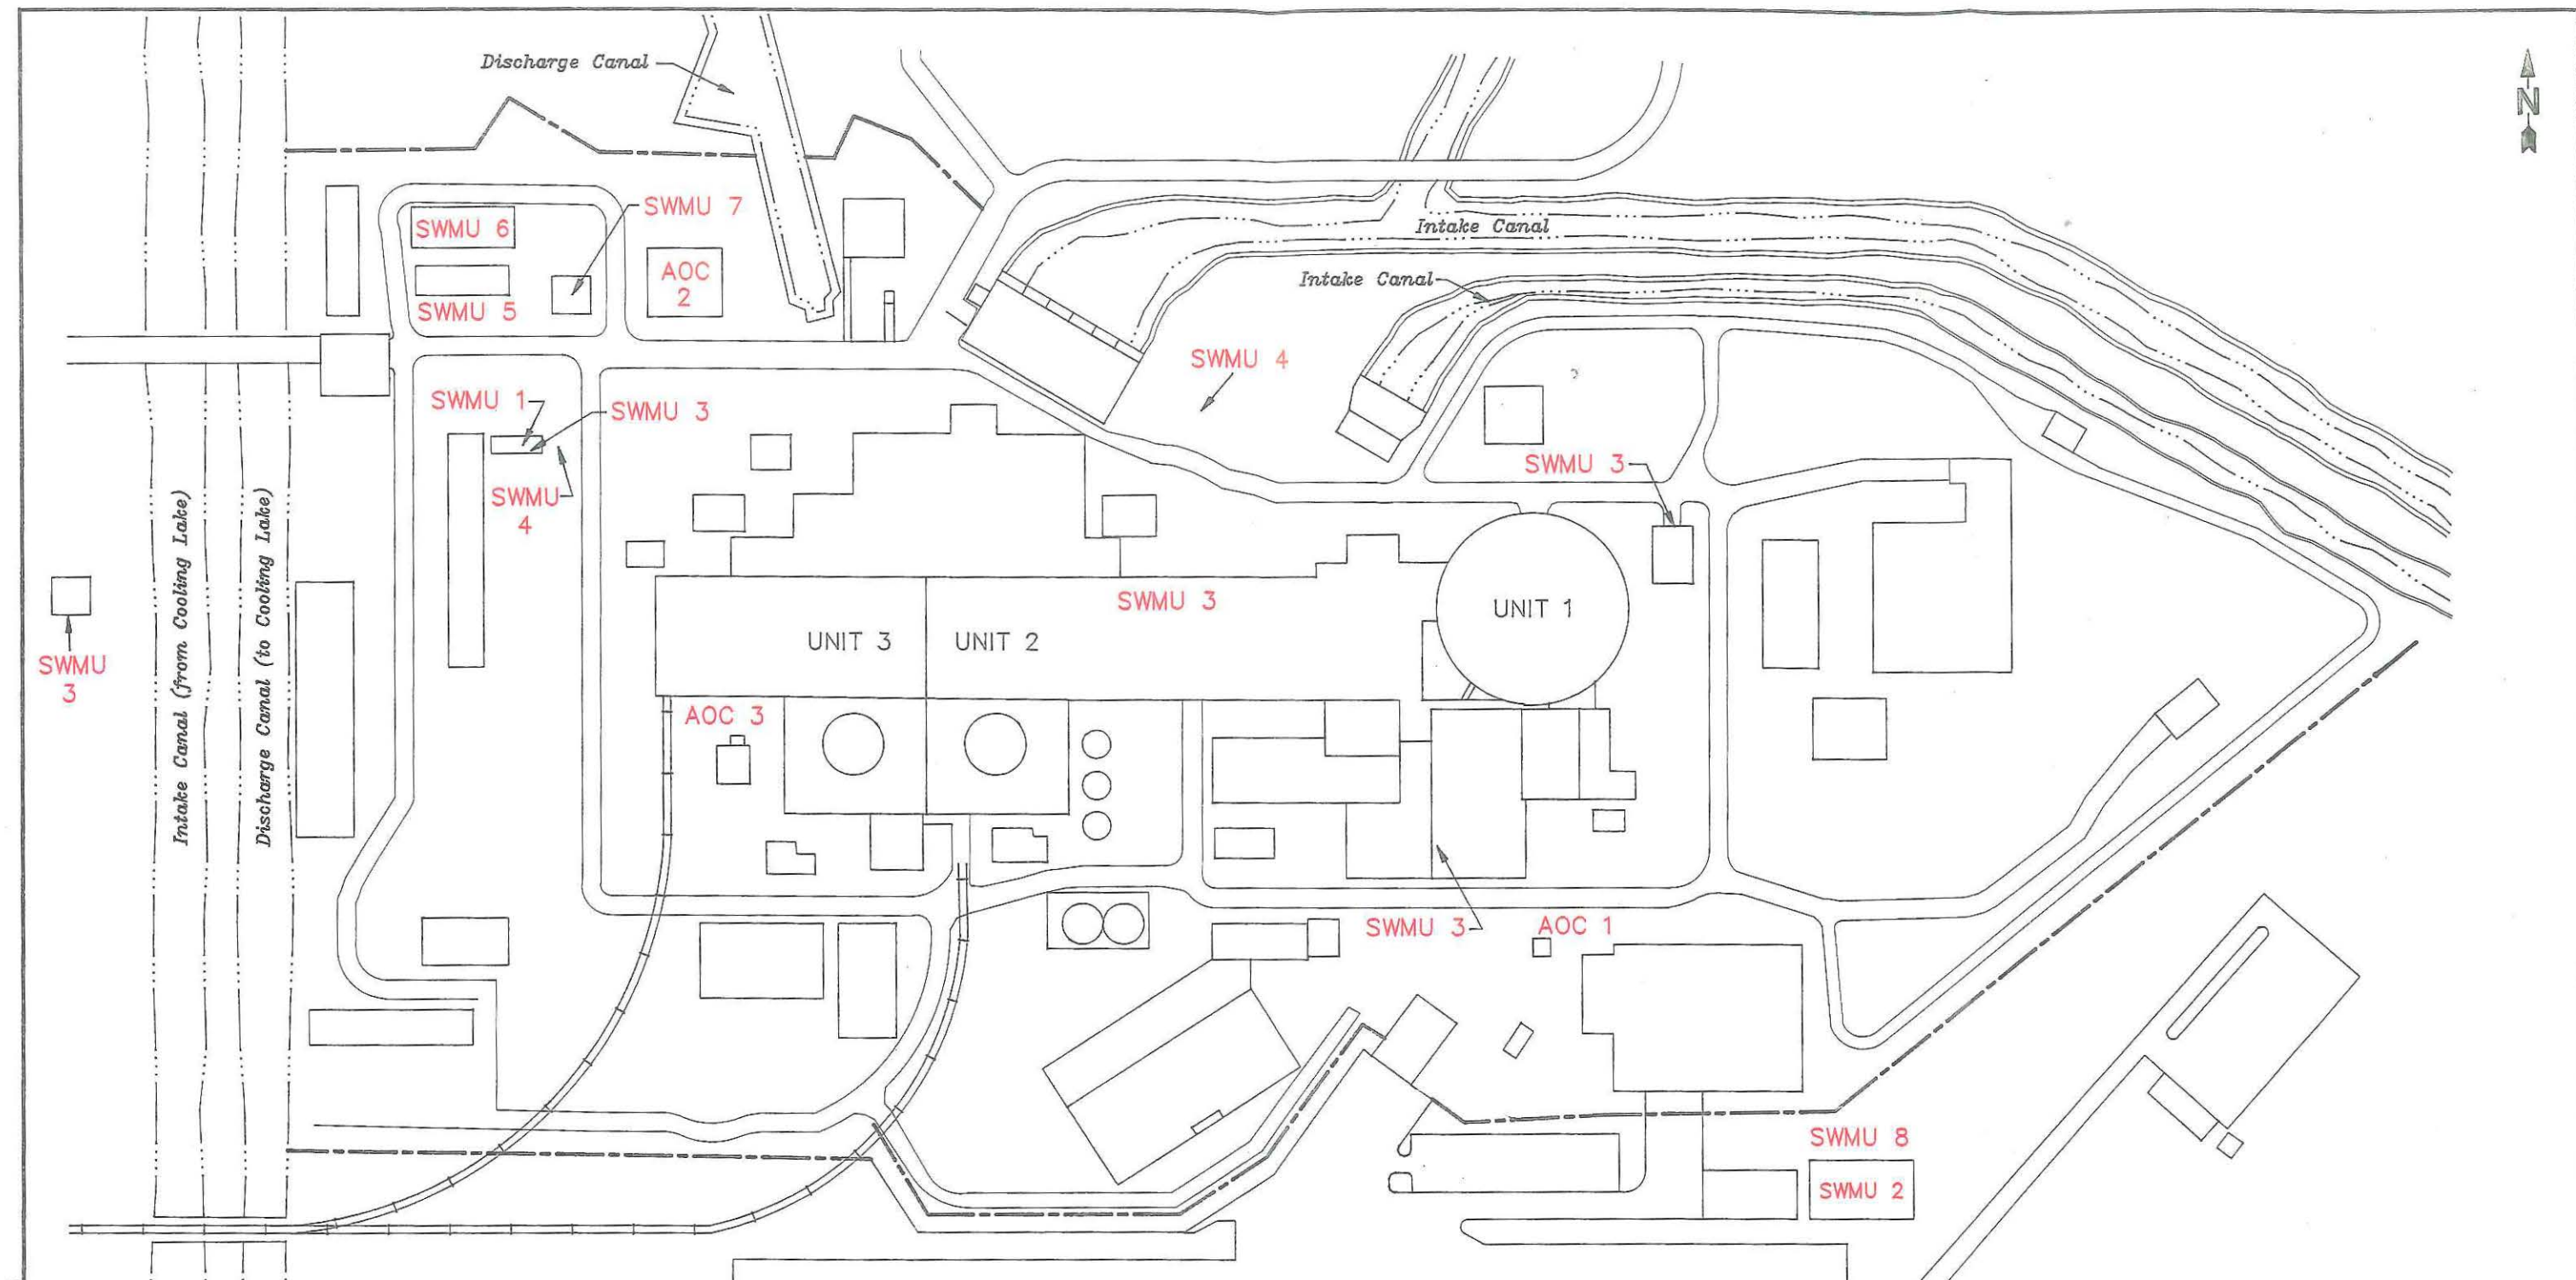 Discharge Canal
N
SWMU 7
SWMU 6
Intake Canal
AOC
2
Intake Canal
SWMU 5
SWMU 4
SWMU 1
SWMU 3
SWMU 3
SWMU
4
Intake Canal (from Cooling Lake)
Discharge Canal (to Cooling Lake)
SWMU 3
UNIT 1
UNIT 3
UNIT 2
SWMU
3
AOC 3
SWMU 3
AOC 1
SWMU 8
SWMU 2